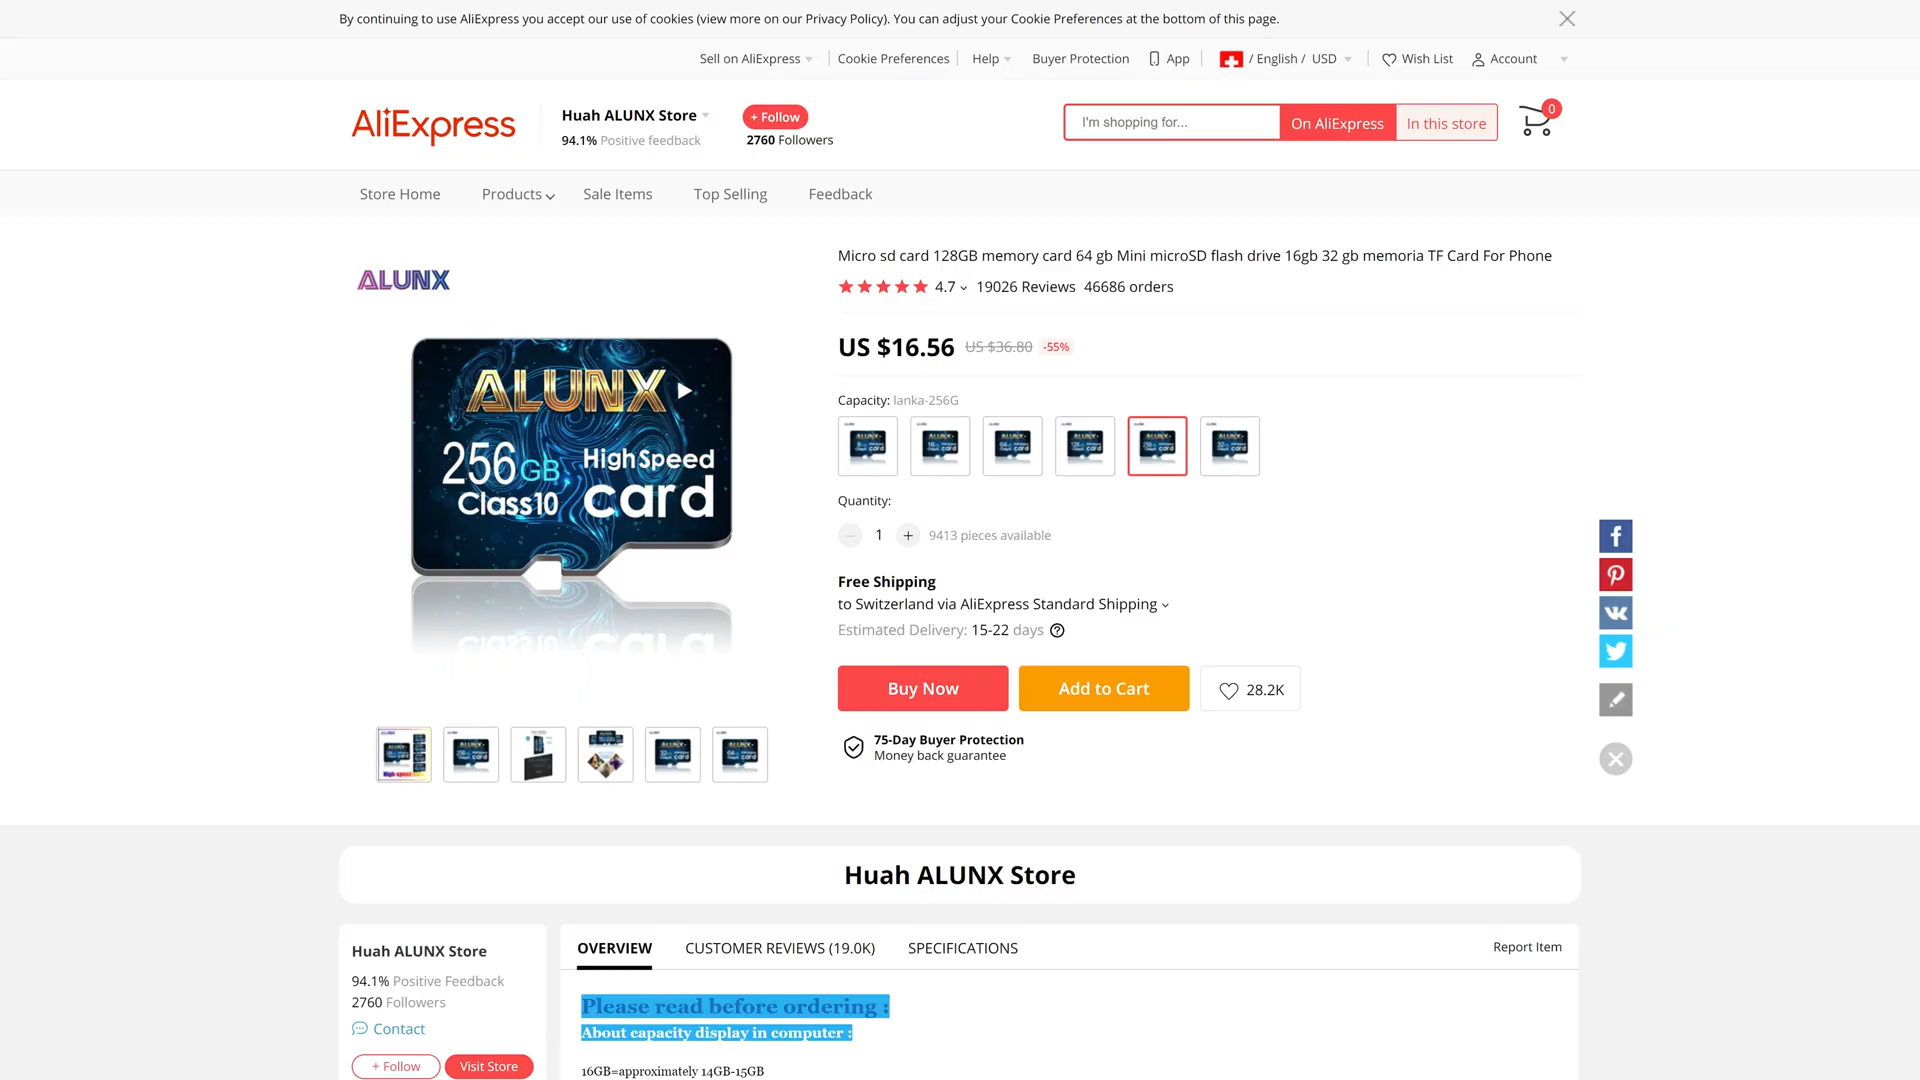 By continuing to use AliExpress you accept our use of cookies (view more on our Privacy Policy). You can adjust your Cookie Preferences at the bottom of this page.
Sell on AliExpress Cookie Preferences Help Buyer Protection App / English / USD Wish List Account
AliExpress
Huah ALUNX Store
94.1% Positive feedback
+ Follow
2760 Followers
I'm shopping for...
On AliExpress
In this store
0
Store Home Products Sale Items Top Selling Feedback
ALUNX
ALUNX
256GB
Class10
High Speed
card
Micro sd card 128GB memory card 64 gb Mini microSD flash drive 16gb 32 gb memoria TF Card For Phone
4.7 19026 Reviews 46686 orders
US $16.56 US $36.80 -55%
Capacity: lanka-256G
Quantity:
1 + 9413 pieces available
Free Shipping
to Switzerland via AliExpress Standard Shipping
Estimated Delivery: 15-22 days
Buy Now
Add to Cart
28.2K
75-Day Buyer Protection
Money back guarantee
Huah ALUNX Store
Huah ALUNX Store
94.1% Positive Feedback
2760 Followers
Contact
+ Follow
Visit Store
OVERVIEW CUSTOMER REVIEWS (19.0K) SPECIFICATIONS
Report Item
Please read before ordering :
About capacity display in computer :
16GB=approximately 14GB-15GB